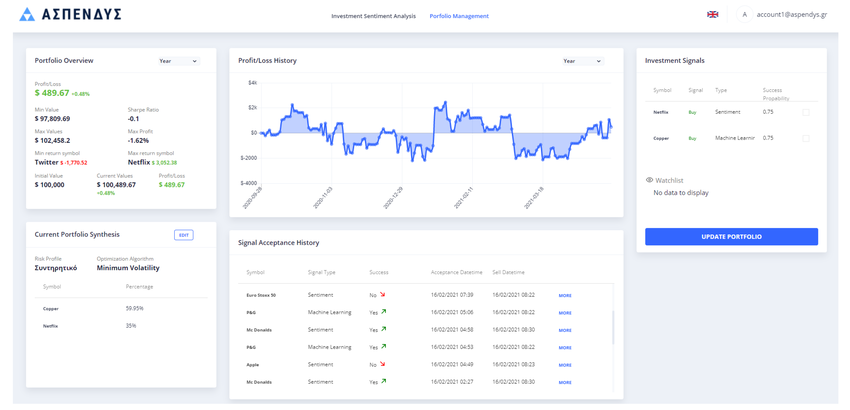 ΑΣΠΕΝΔΥΣ
Investment Sentiment Analysis
Porfolio Management
A
account1@aspendys.gr
Portfolio Overview
Year
Profit/Loss
$ 489.67 +0.48%
Min Value
Sharpe Ratio
$ 97,809.69
-0.1
Max Values
Max Profit
$ 102,458.2
-1.62%
Min return symbol
Max return symbol
Twitter $ -1,770.52
Netflix $ 3,052.38
Initial Value
Current Values
Profit/Loss
$ 100,000
$ 100,489.67
$ 489.67
+0.48%
Current Portfolio Synthesis
EDIT
Risk Profile
Optimization Algorithm
Συντηρητικό
Minimum Volatility
Symbol
Percentage
Copper
59.95%
Netflix
35%
Profit/Loss History
Year
$4k
$2k
$0
$-2000
$-4000
2020-09-28
2020-11-03
2020-12-29
2021-02-11
2021-03-18
Signal Acceptance History
Symbol Signal Type Success Acceptance Datetime Sell Datetime
Euro Stoxx 50 Sentiment No 16/02/2021 07:39 16/02/2021 08:22 MORE
P&G Machine Learning Yes 16/02/2021 05:06 16/02/2021 08:22 MORE
Mc Donalds Sentiment Yes 16/02/2021 04:58 16/02/2021 08:30 MORE
P&G Machine Learning Yes 16/02/2021 04:53 16/02/2021 08:22 MORE
Apple Sentiment No 16/02/2021 04:49 16/02/2021 08:23 MORE
Mc Donalds Sentiment Yes 16/02/2021 02:27 16/02/2021 08:30 MORE
Investment Signals
Symbol Signal Type Success
Propability
Netflix Buy Sentiment 0.75
Copper Buy Machine Learnin 0.75
Watchlist
No data to display
UPDATE PORTFOLIO